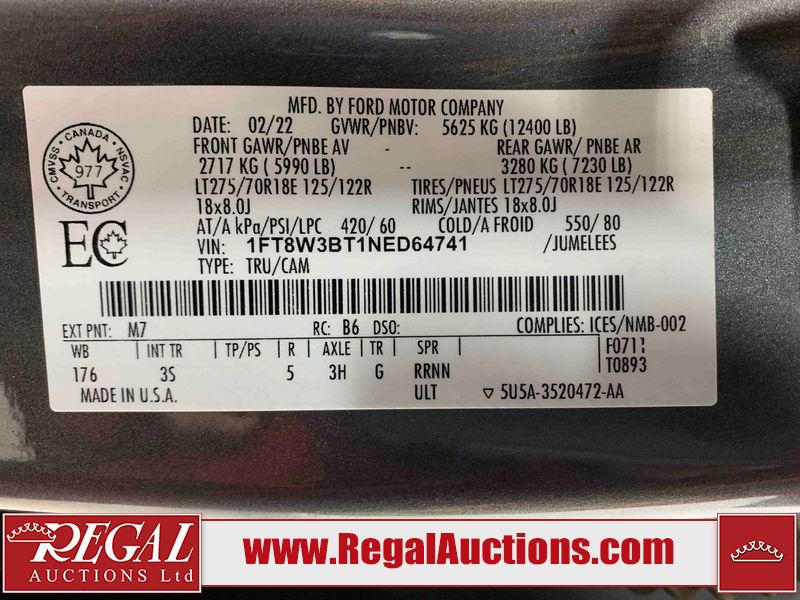 MFD. BY FORD MOTOR COMPANY
DATE: 02/22 GVWR/PNBV: 5625 KG (12400 LB)
FRONT GAWR/PNBE AV - REAR GAWR/ PNBE AR
2717 KG ( 5990 LB) -- 3280 KG ( 7230 LB)
LT275/70R18E 125/122R TIRES/PNEUS LT275/70R18E 125/122R
18x8.0J RIMS/JANTES 18x8.0J
AT/A kPa/PSI/LPC 420/ 60 COLD/A FROID 550/ 80
VIN: 1FT8W3BT1NED64741 /JUMELEES
TYPE: TRU/CAM
CANADA
CMVSS NSVAC
977
TRANSPORT
EC
EXT PNT: M7 RC: B6 DSO: COMPLIES: ICES/NMB-002
WB INT TR TP/PS R AXLE TR SPR F0711
176 3S 5 3H G RRNN T0893
MADE IN U.S.A. ULT ▽ 5U5A-3520472-AA
REGAL
AUCTIONS Ltd
www.RegalAuctions.com